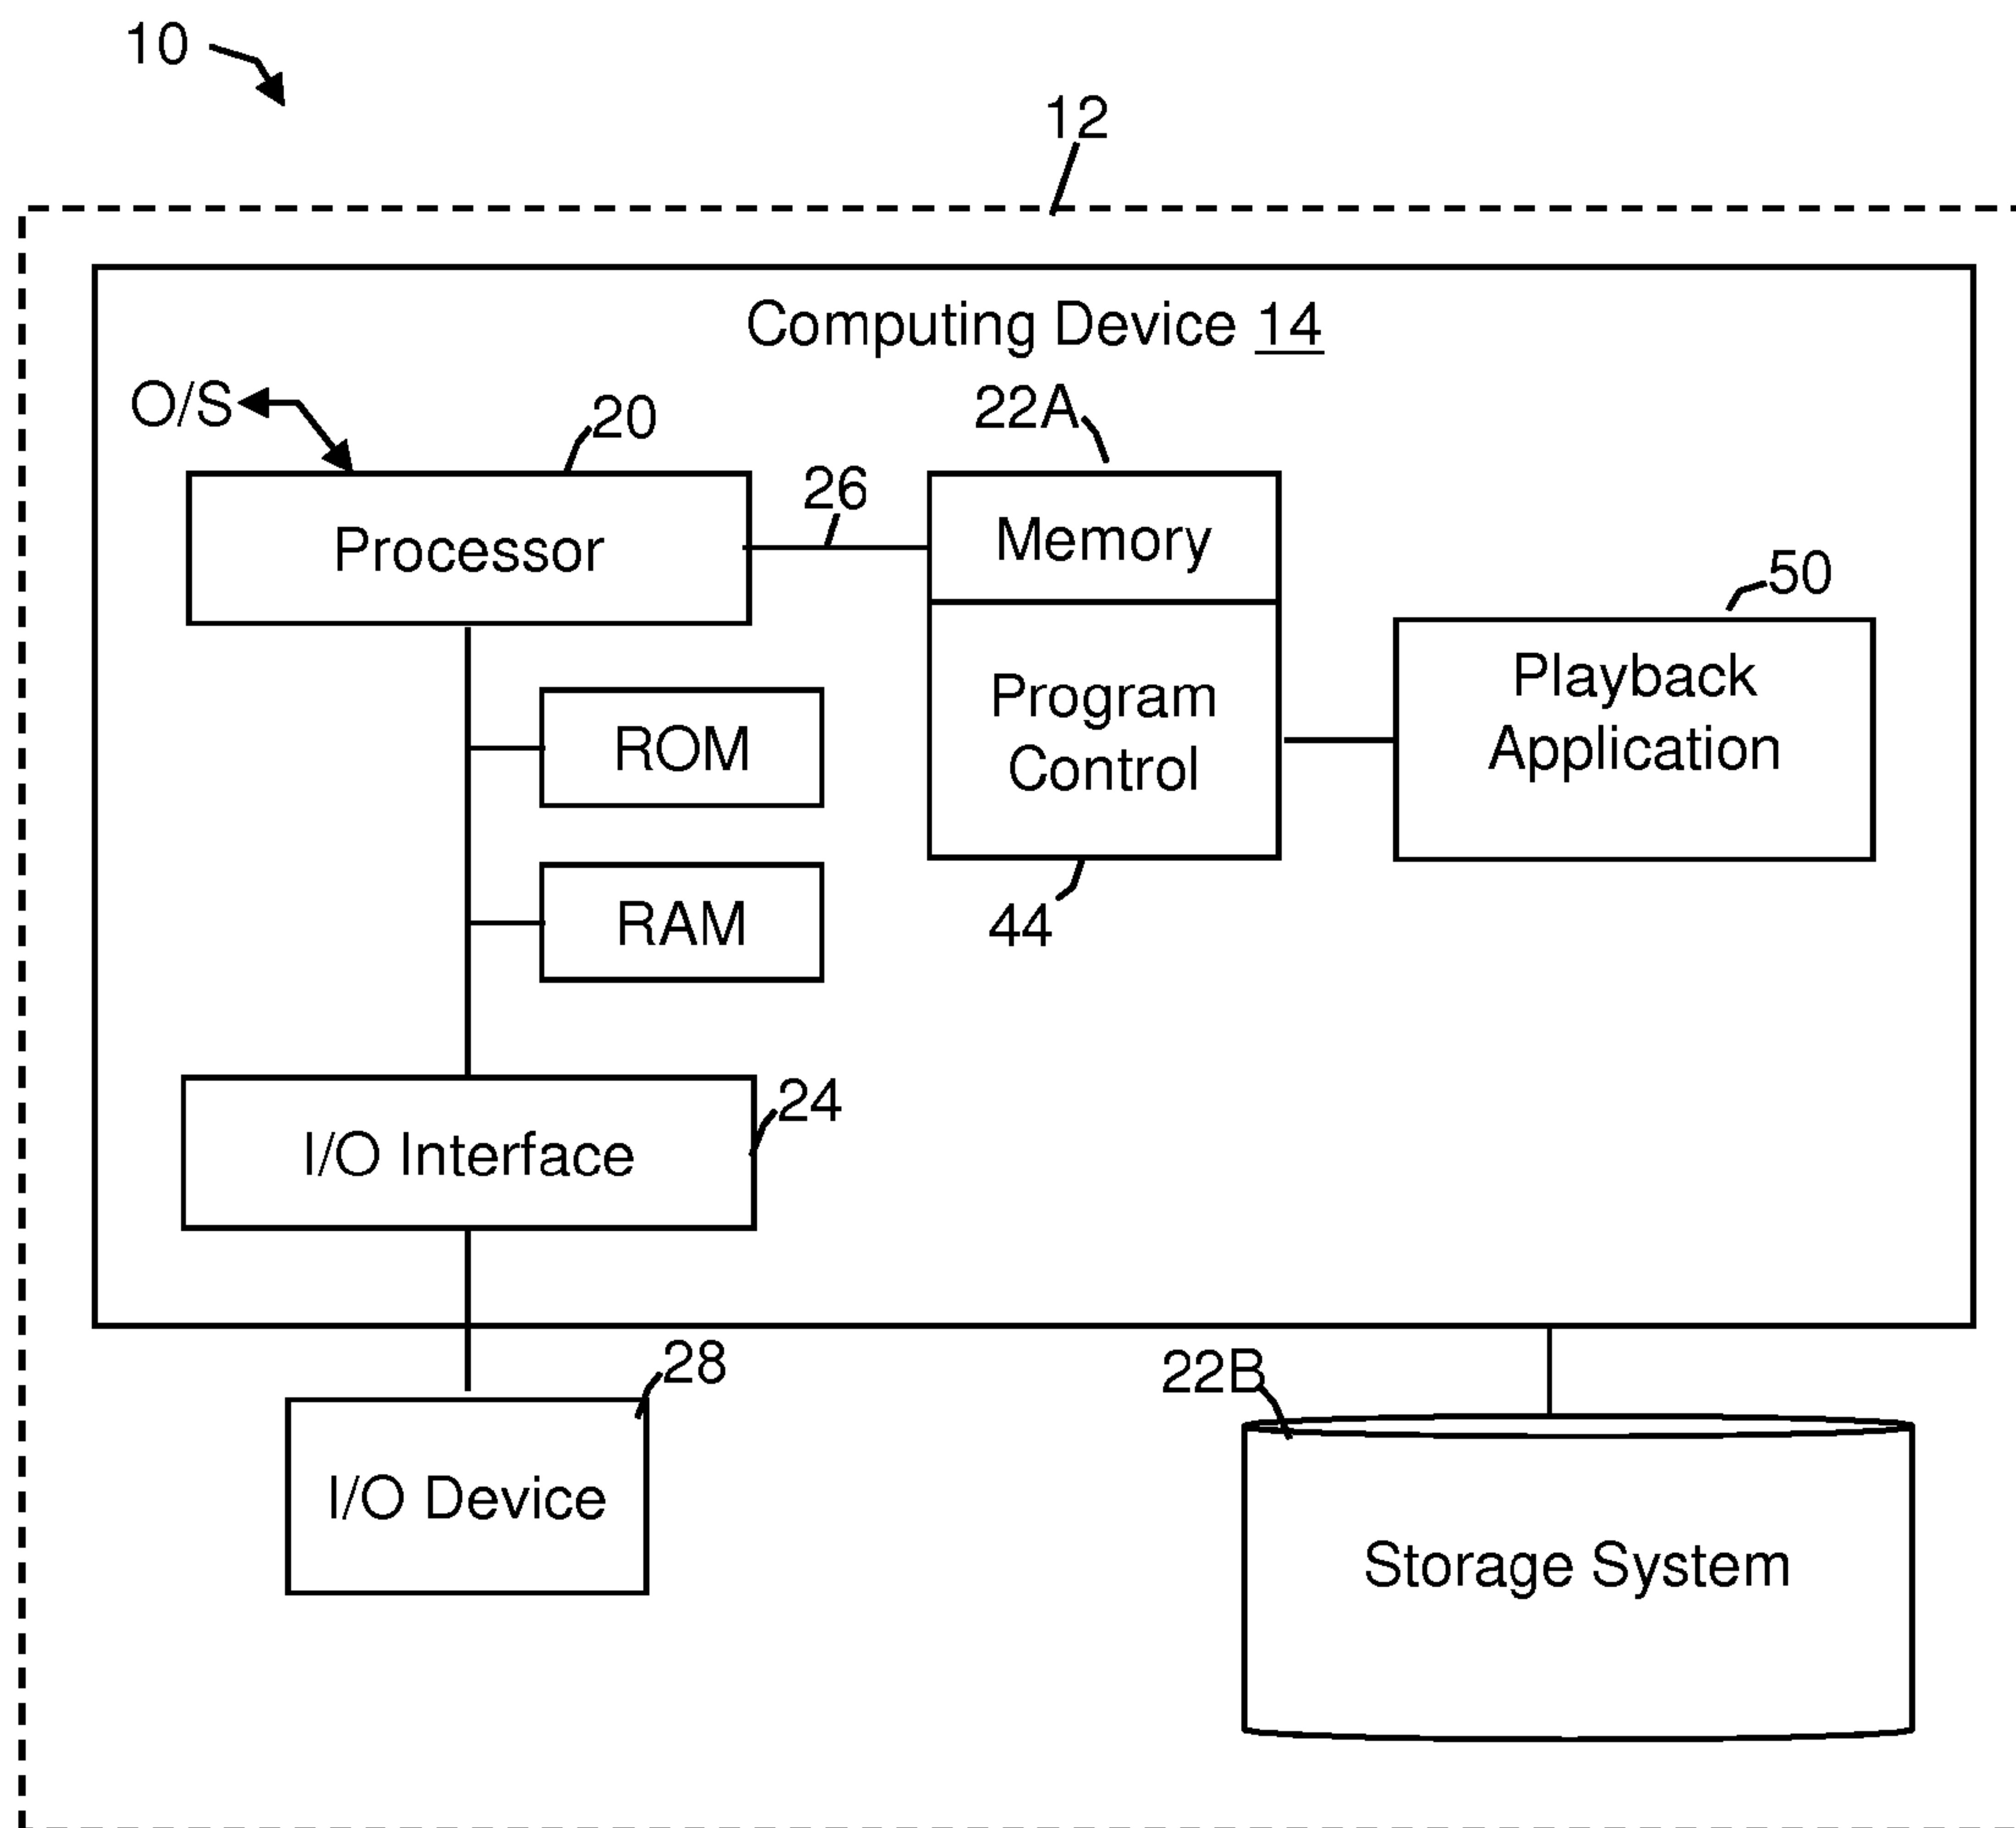 10
12
Computing Device 14
O/S
20
22A
26
Processor
Memory
50
Program
Control
Playback
Application
ROM
RAM
44
24
I/O Interface
28
22B
I/O Device
Storage System